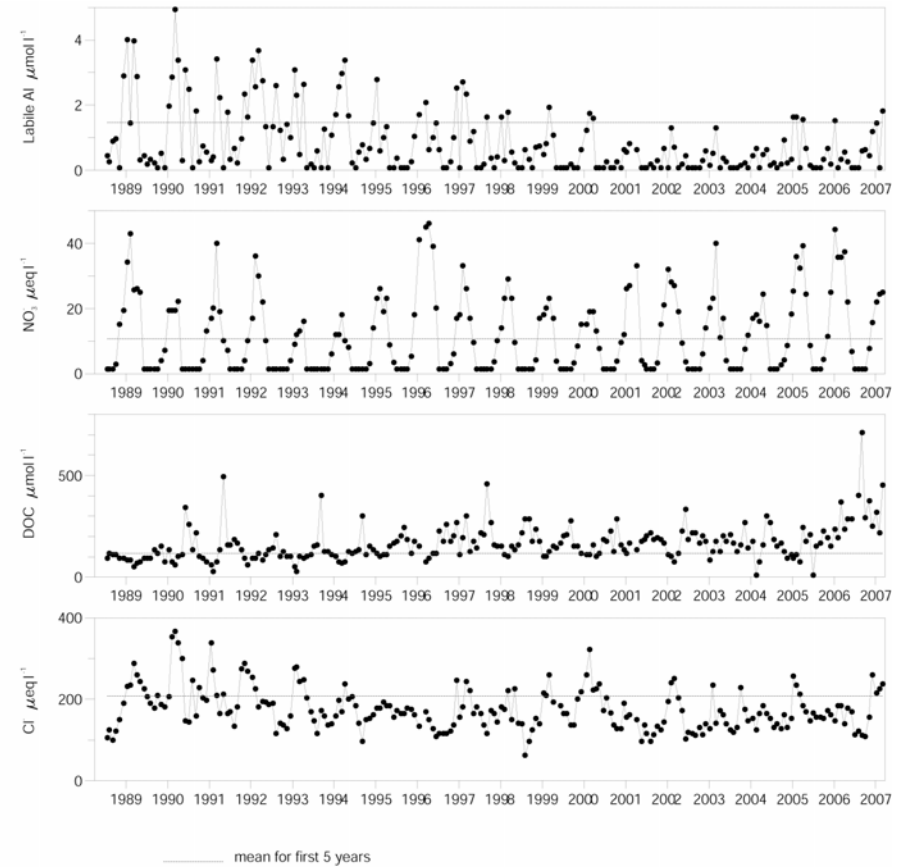 Labile Al µmol l⁻¹
4
2
0
1989 1990 1991 1992 1993 1994 1995 1996 1997 1998 1999 2000 2001 2002 2003 2004 2005 2006 2007
NO₃ µeq l⁻¹
40
20
0
1989 1990 1991 1992 1993 1994 1995 1996 1997 1998 1999 2000 2001 2002 2003 2004 2005 2006 2007
DOC µmol l⁻¹
500
0
1989 1990 1991 1992 1993 1994 1995 1996 1997 1998 1999 2000 2001 2002 2003 2004 2005 2006 2007
Cl µeq l⁻¹
400
200
0
1989 1990 1991 1992 1993 1994 1995 1996 1997 1998 1999 2000 2001 2002 2003 2004 2005 2006 2007
mean for first 5 years